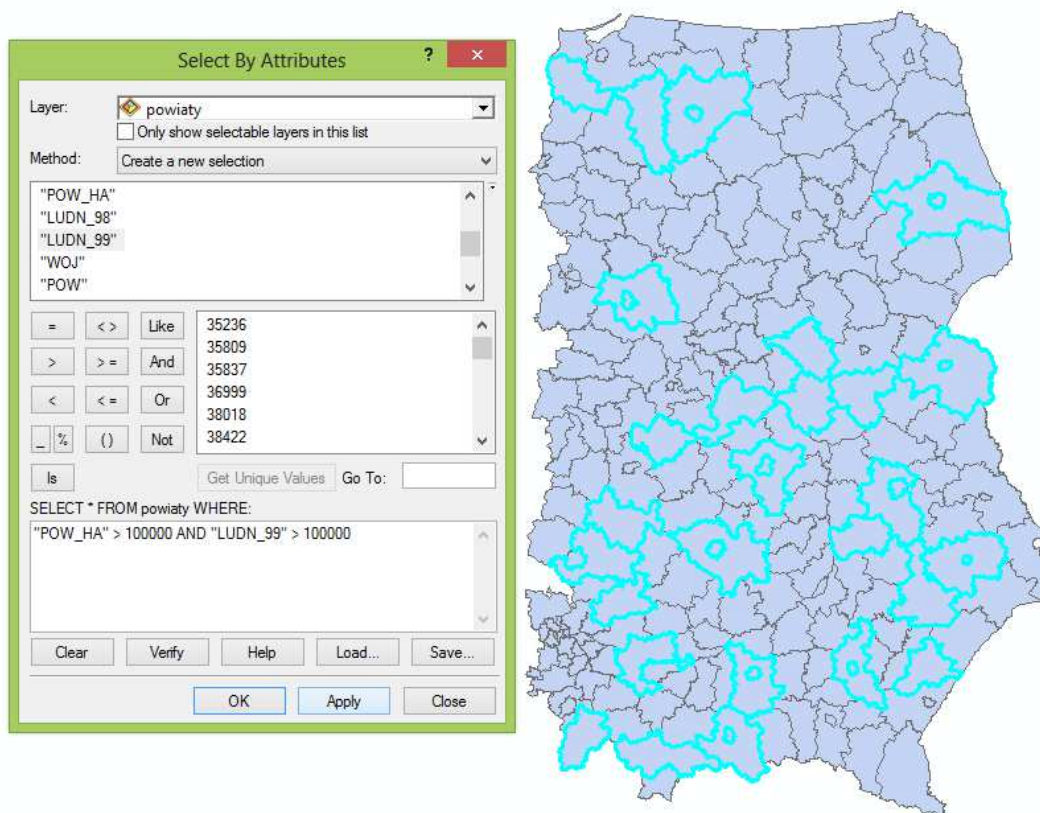 Select By Attributes
?
x
Layer:
powiaty
Only show selectable layers in this list
Method:
Create a new selection
"POW_HA"
"LUDN_98"
"LUDN_99"
"WOJ"
"POW"
=
< >
Like
>
> =
And
<
< =
Or
_
%
( )
Not
Is
35236
35809
35837
36999
38018
38422
Get Unique Values
Go To:
SELECT * FROM powiaty WHERE:
"POW_HA" > 100000 AND "LUDN_99" > 100000
Clear
Verify
Help
Load...
Save...
OK
Apply
Close